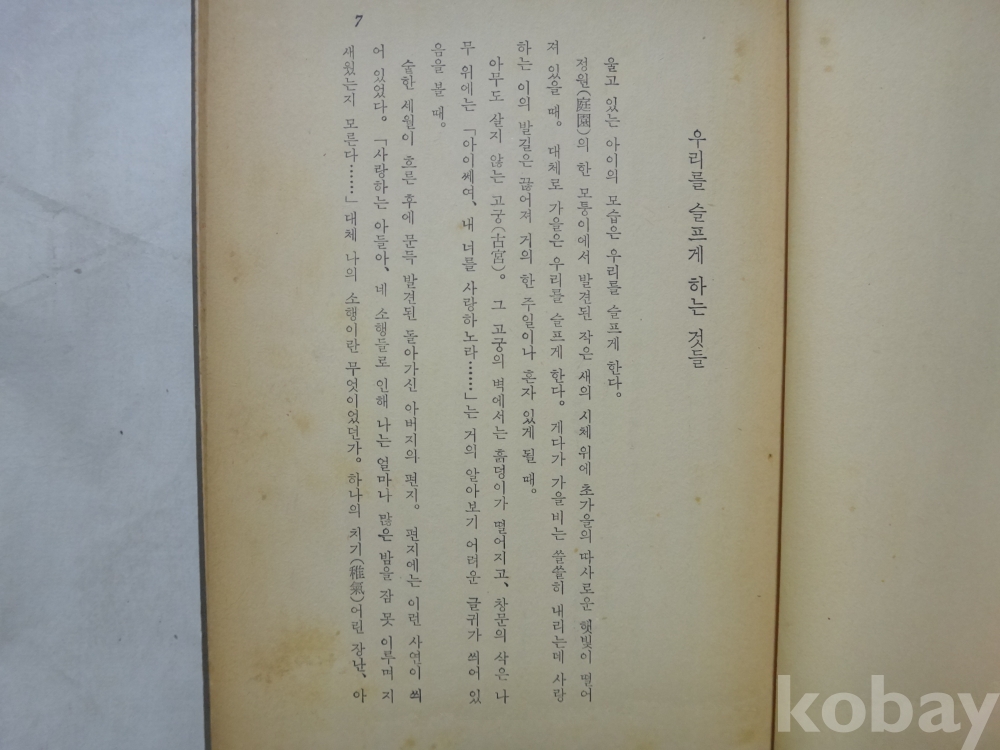 우리를 슬프게 하는 것들
울고 있는 아이의 모습은 우리를 슬프게 한다.
정원(庭園)의 한 모퉁이에서 발견된 작은 새의 시체 위에 초가을의 따사로운 햇빛이 떨어
져 있을 때. 대체로 가을은 우리를 슬프게 한다. 게다가 가을비는 쓸쓸히 내리는데 사랑
하는 이의 발길은 끊어져 거의 한 주일이나 혼자 있게 될 때.
아무도 살지 않는 고궁(古宮). 그 고궁의 벽에서는 흙덩이가 떨어지고、창문의 삭은 나
무 위에는 「아이쎄여、내 너를 사랑하노라………」는 거의 알아보기 어려운 글귀가 씌어 있
음을 볼 때.
숱한 세월이 흐른 후에 문득 발견된 돌아가신 아버지의 편지. 편지에는 이런 사연이 씌
어 있었다. 「사랑하는 아들아、네 소행들로 인해 나는 얼마나 많은 밤을 잠 못 이루며 지
새웠는지 모른다………」 대체 나의 소행이란 무엇이었던가. 하나의 치기(稚氣)어린 장난、아
7
kobay